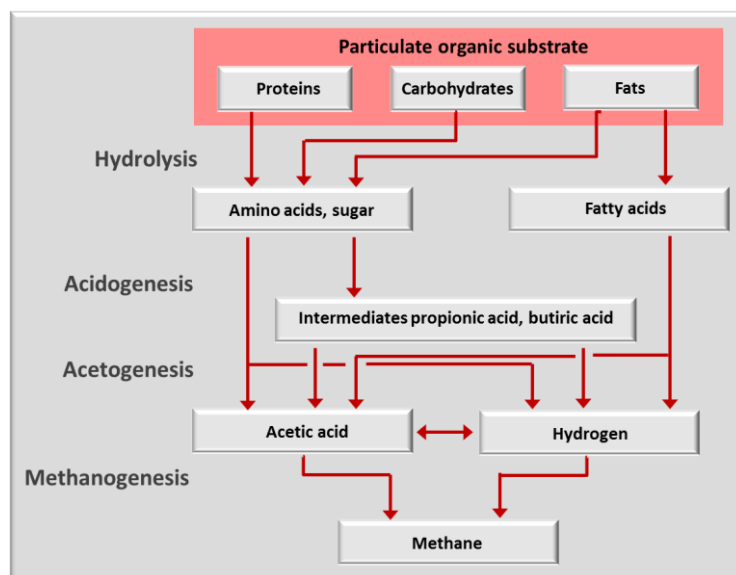 Particulate organic substrate
Proteins
Carbohydrates
Fats
Hydrolysis
Amino acids, sugar
Fatty acids
Acidogenesis
Intermediates propionic acid, butiric acid
Acetogenesis
Acetic acid
Hydrogen
Methanogenesis
Methane